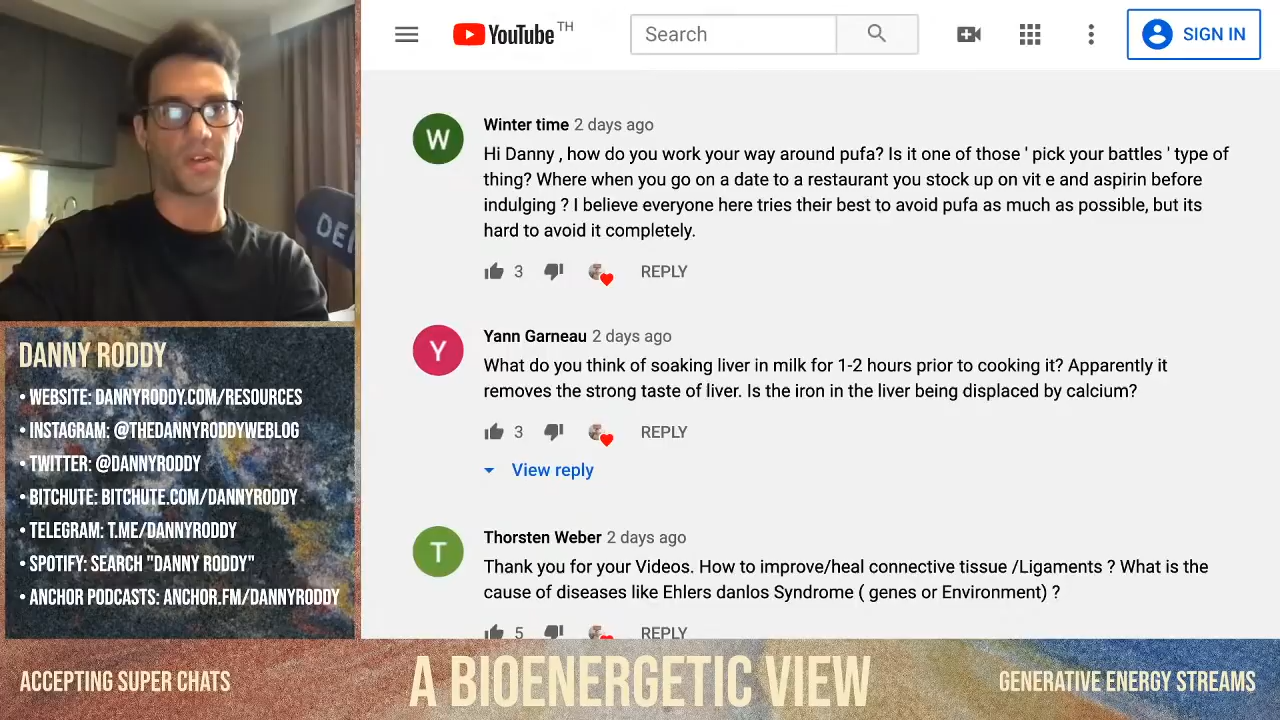 YouTube TH
Search
SIGN IN
W
Winter time 2 days ago
Hi Danny , how do you work your way around pufa? Is it one of those ' pick your battles ' type of
thing? Where when you go on a date to a restaurant you stock up on vit e and aspirin before
indulging ? I believe everyone here tries their best to avoid pufa as much as possible, but its
hard to avoid it completely.
3 REPLY
Y
Yann Garneau 2 days ago
What do you think of soaking liver in milk for 1-2 hours prior to cooking it? Apparently it
removes the strong taste of liver. Is the iron in the liver being displaced by calcium?
3 REPLY
View reply
T
Thorsten Weber 2 days ago
Thank you for your Videos. How to improve/heal connective tissue /Ligaments ? What is the
cause of diseases like Ehlers danlos Syndrome ( genes or Environment) ?
5 REPLY
DANNY RODDY
• WEBSITE: DANNYRODDY.COM/RESOURCES
• INSTAGRAM: @THEDANNYRODDYWEBLOG
• TWITTER: @DANNYRODDY
• BITCHUTE: BITCHUTE.COM/DANNYRODDY
• TELEGRAM: T.ME/DANNYRODDY
• SPOTIFY: SEARCH "DANNY RODDY"
• ANCHOR PODCASTS: ANCHOR.FM/DANNYRODDY
ACCEPTING SUPER CHATS
A BIOENERGETIC VIEW
GENERATIVE ENERGY STREAMS